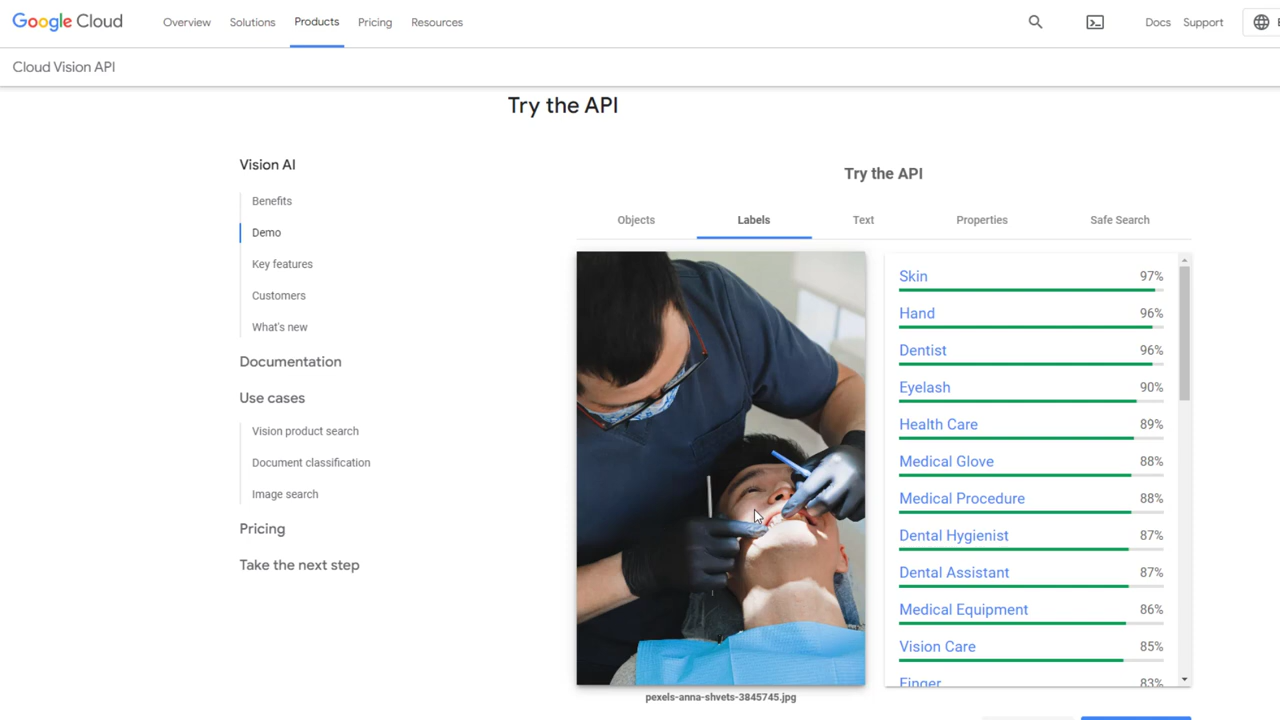 Google Cloud
Overview
Solutions
Products
Pricing
Resources
Docs
Support
Cloud Vision API
Try the API
Vision AI
Benefits
Demo
Key features
Customers
What's new
Documentation
Use cases
Vision product search
Document classification
Image search
Pricing
Take the next step
Try the API
Objects
Labels
Text
Properties
Safe Search
Skin 97%
Hand 96%
Dentist 96%
Eyelash 90%
Health Care 89%
Medical Glove 88%
Medical Procedure 88%
Dental Hygienist 87%
Dental Assistant 87%
Medical Equipment 86%
Vision Care 85%
Finger 83%
pexels-anna-shvets-3845745.jpg